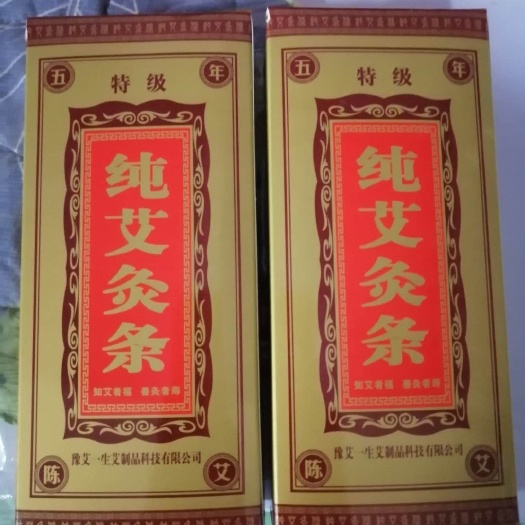 五 特级 年
纯艾灸条
知艾者福 善灸者寿
豫艾一生艾制品科技有限公司
陈 艾
五 特级 年
纯艾灸条
知艾者福 善灸者寿
豫艾一生艾制品科技有限公司
陈 艾